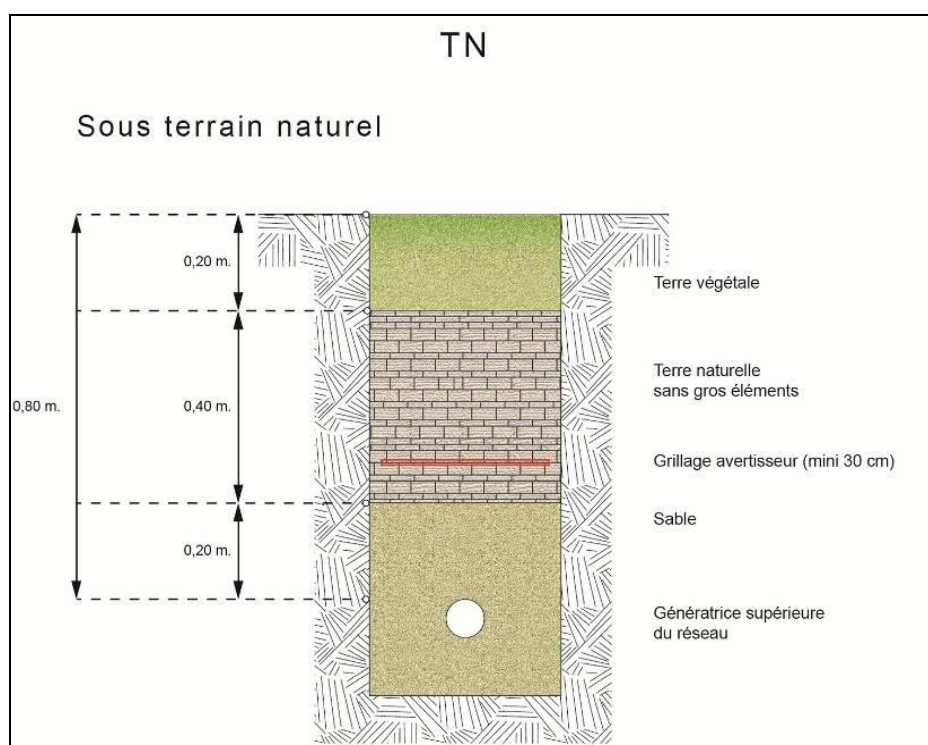 TN
Sous terrain naturel
0,20 m.
Terre végétale
0,80 m.
0,40 m.
Terre naturelle
sans gros éléments
Grillage avertisseur (mini 30 cm)
Sable
0,20 m.
Génératrice supérieure
du réseau